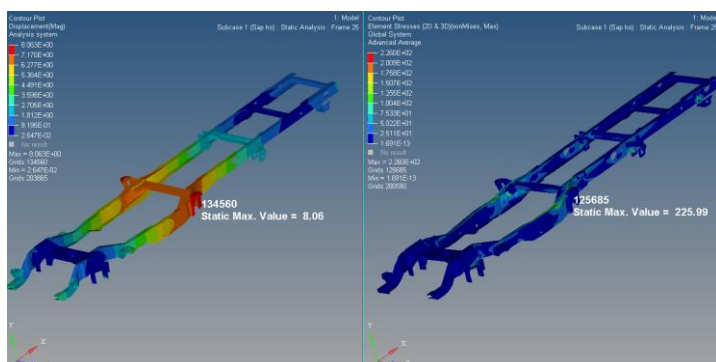 Contour Plot
Displacement(Mag)
Analysis system
8.063E+00
7.170E+00
6.277E+00
5.384E+00
4.491E+00
3.598E+00
2.705E+00
1.812E+00
9.195E-01
2.647E-02
No result
Max = 8.063E+00
Grids 134560
Min = 2.647E-02
Grids 203865
1: Model
Subcase 1 (Sap ho) : Static Analysis : Frame 25
134560
Static Max. Value = 8.06
Y
X
Contour Plot
Element Stresses (2D & 3D)(vonMises, Max)
Global System
Advanced Average
2.260E+02
2.009E+02
1.758E+02
1.507E+02
1.255E+02
1.004E+02
7.533E+01
5.022E+01
2.511E+01
1.691E-13
No result
Max = 2.260E+02
Grids 125685
Min = 1.691E-13
Grids 200590
1: Model
Subcase 1 (Sap ho) : Static Analysis : Frame 25
125685
Static Max. Value = 225.99
Y
X